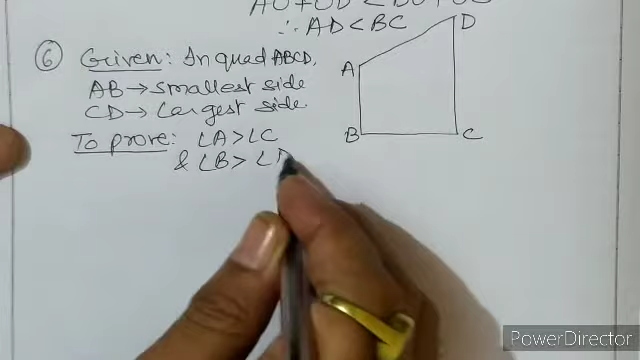 ∴ AD < BC
⑥ Given: In quad ABCD,
AB → smallest side
CD → Largest side
To prove: ∠A > ∠C
& ∠B > ∠D
A
B
C
D
PowerDirector